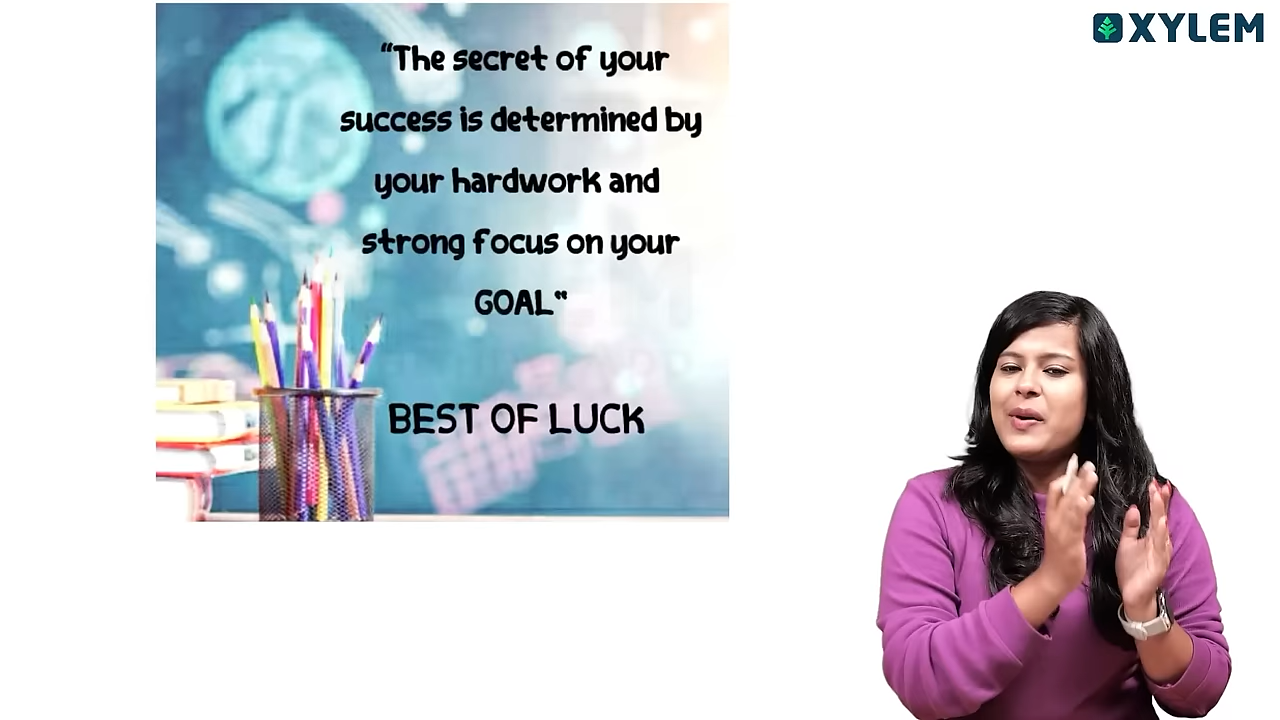 XYLEM
“The secret of your
success is determined by
your hardwork and
strong focus on your
GOAL“
BEST OF LUCK